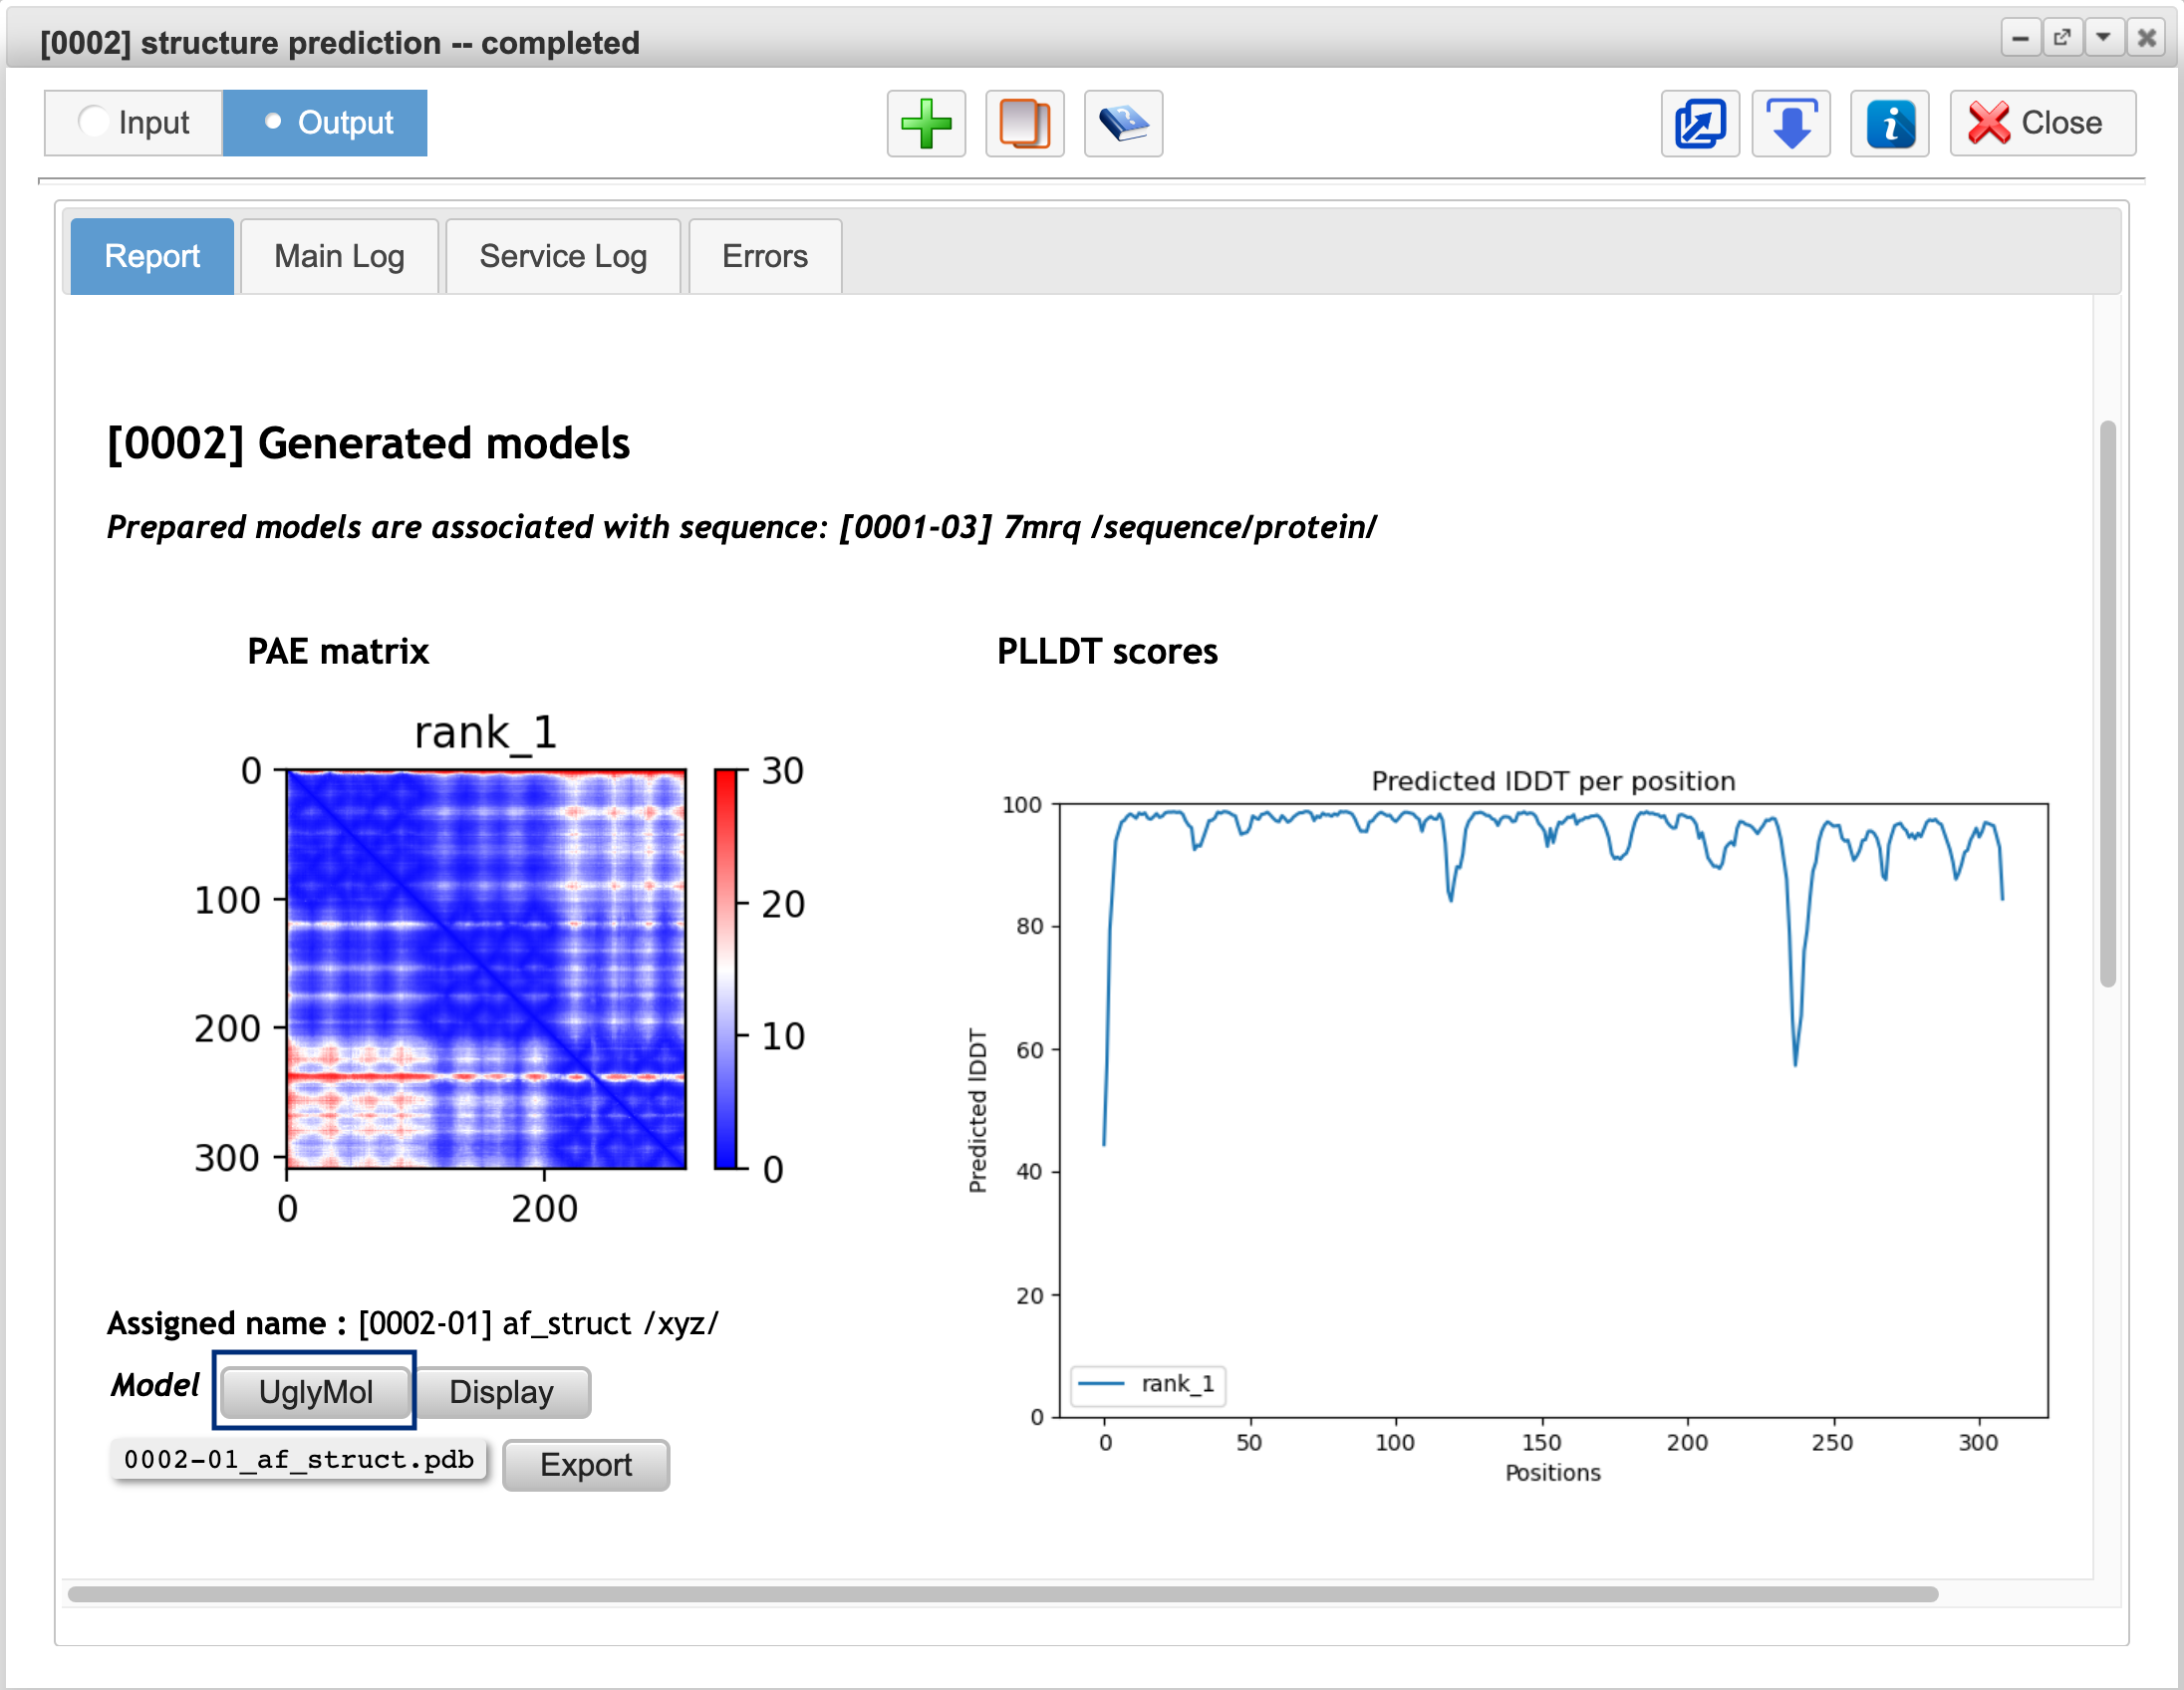 [0002] structure prediction -- completed
Input
Output
Close
Report
Main Log
Service Log
Errors
[0002] Generated models
Prepared models are associated with sequence: [0001-03] 7mrq /sequence/protein/
PAE matrix
rank_1
0
100
200
300
0
200
30
20
10
0
PLLDT scores
Predicted lDDT per position
100
80
60
40
20
0
Predicted lDDT
rank_1
0
50
100
150
200
250
300
Positions
Assigned name : [0002-01] af_struct /xyz/
Model UglyMol Display
0002-01_af_struct.pdb Export